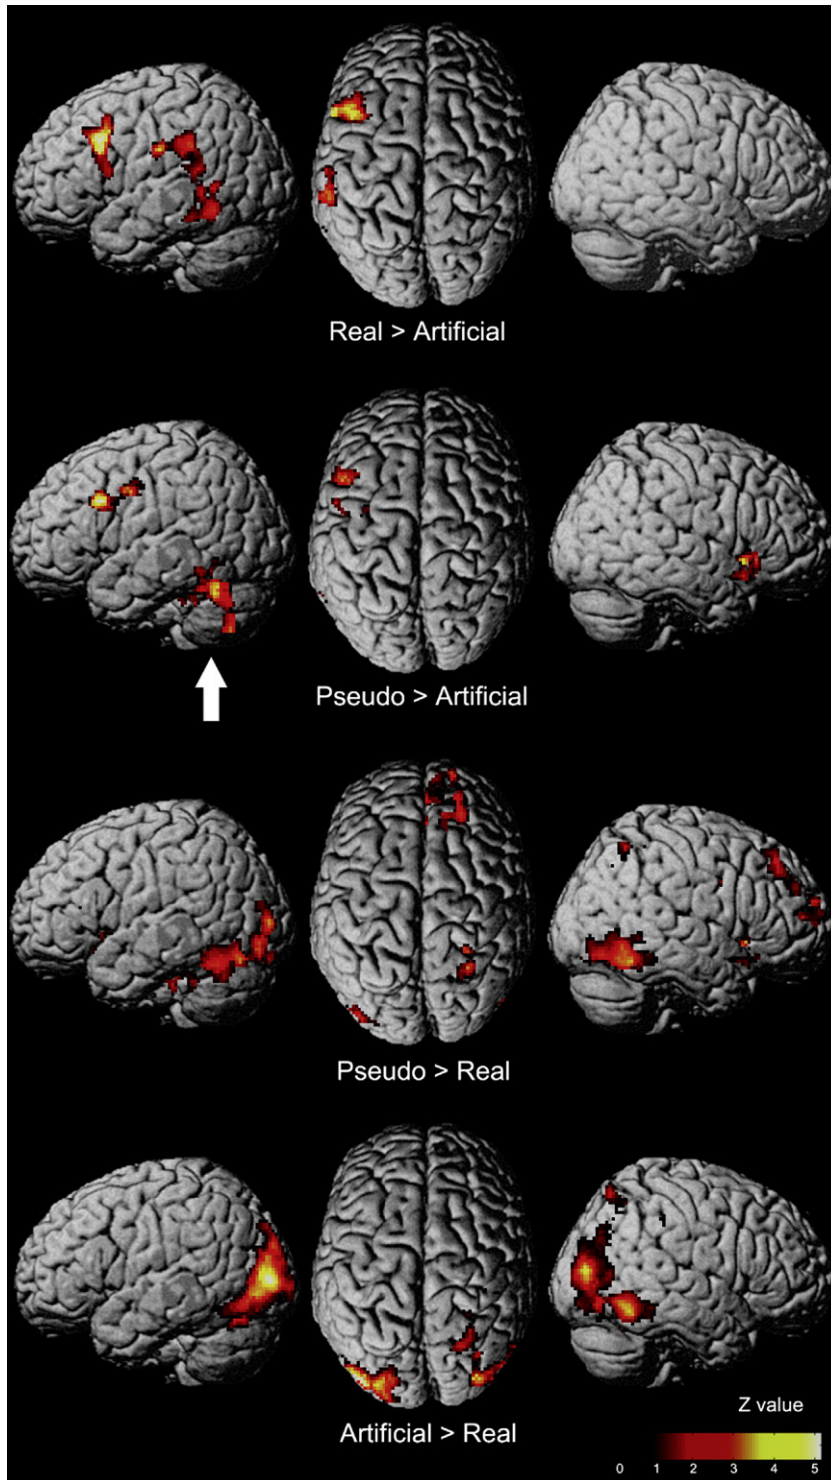 Real > Artificial
Pseudo > Artificial
Pseudo > Real
Artificial > Real
Z value
0 1 2 3 4 5